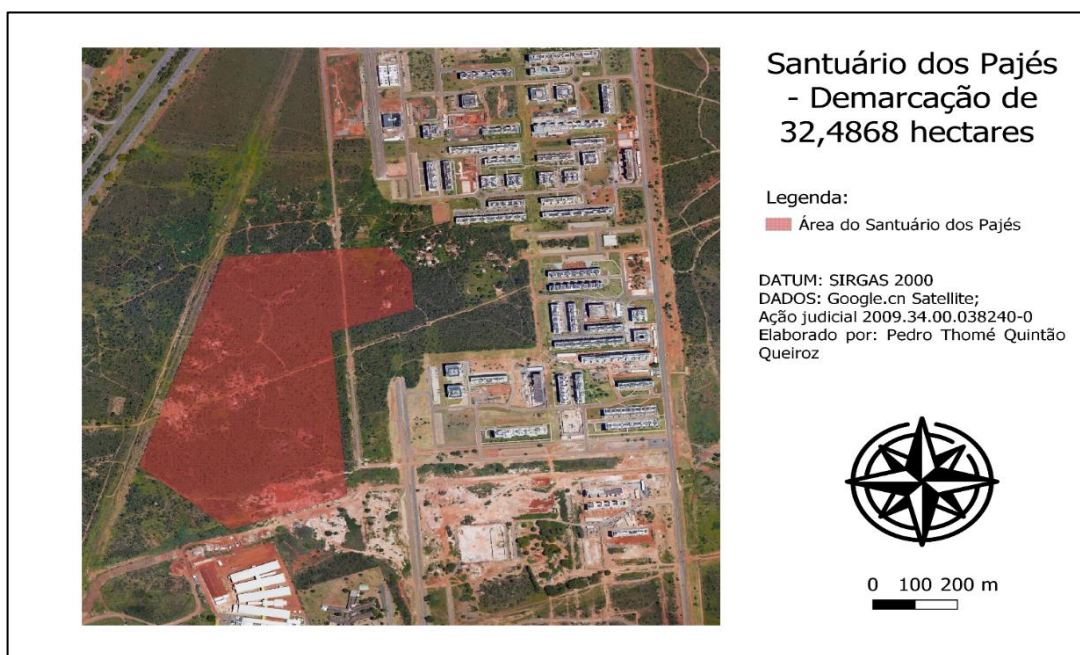 Santuário dos Pajés
- Demarcação de
32,4868 hectares
Legenda:
Área do Santuário dos Pajés
DATUM: SIRGAS 2000
DADOS: Google.cn Satellite;
Ação judicial 2009.34.00.038240-0
Elaborado por: Pedro Thomé Quintão
Queiroz
0 100 200 m